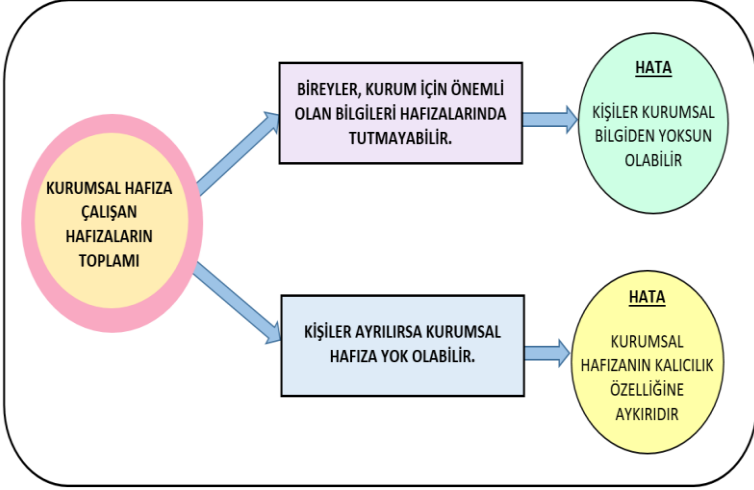 KURUMSAL HAFIZA
ÇALIŞAN
HAFIZALARIN
TOPLAMI
BİREYLER, KURUM İÇİN ÖNEMLİ
OLAN BİLGİLERİ HAFIZALARINDA
TUTMAYABİLİR.
HATA
KİŞİLER KURUMSAL
BİLGİDEN YOKSUN
OLABİLİR
KİŞİLER AYRILIRSA KURUMSAL
HAFIZA YOK OLABİLİR.
HATA
KURUMSAL
HAFIZANIN KALICILIK
ÖZELLİĞİNE
AYKIRIDIR